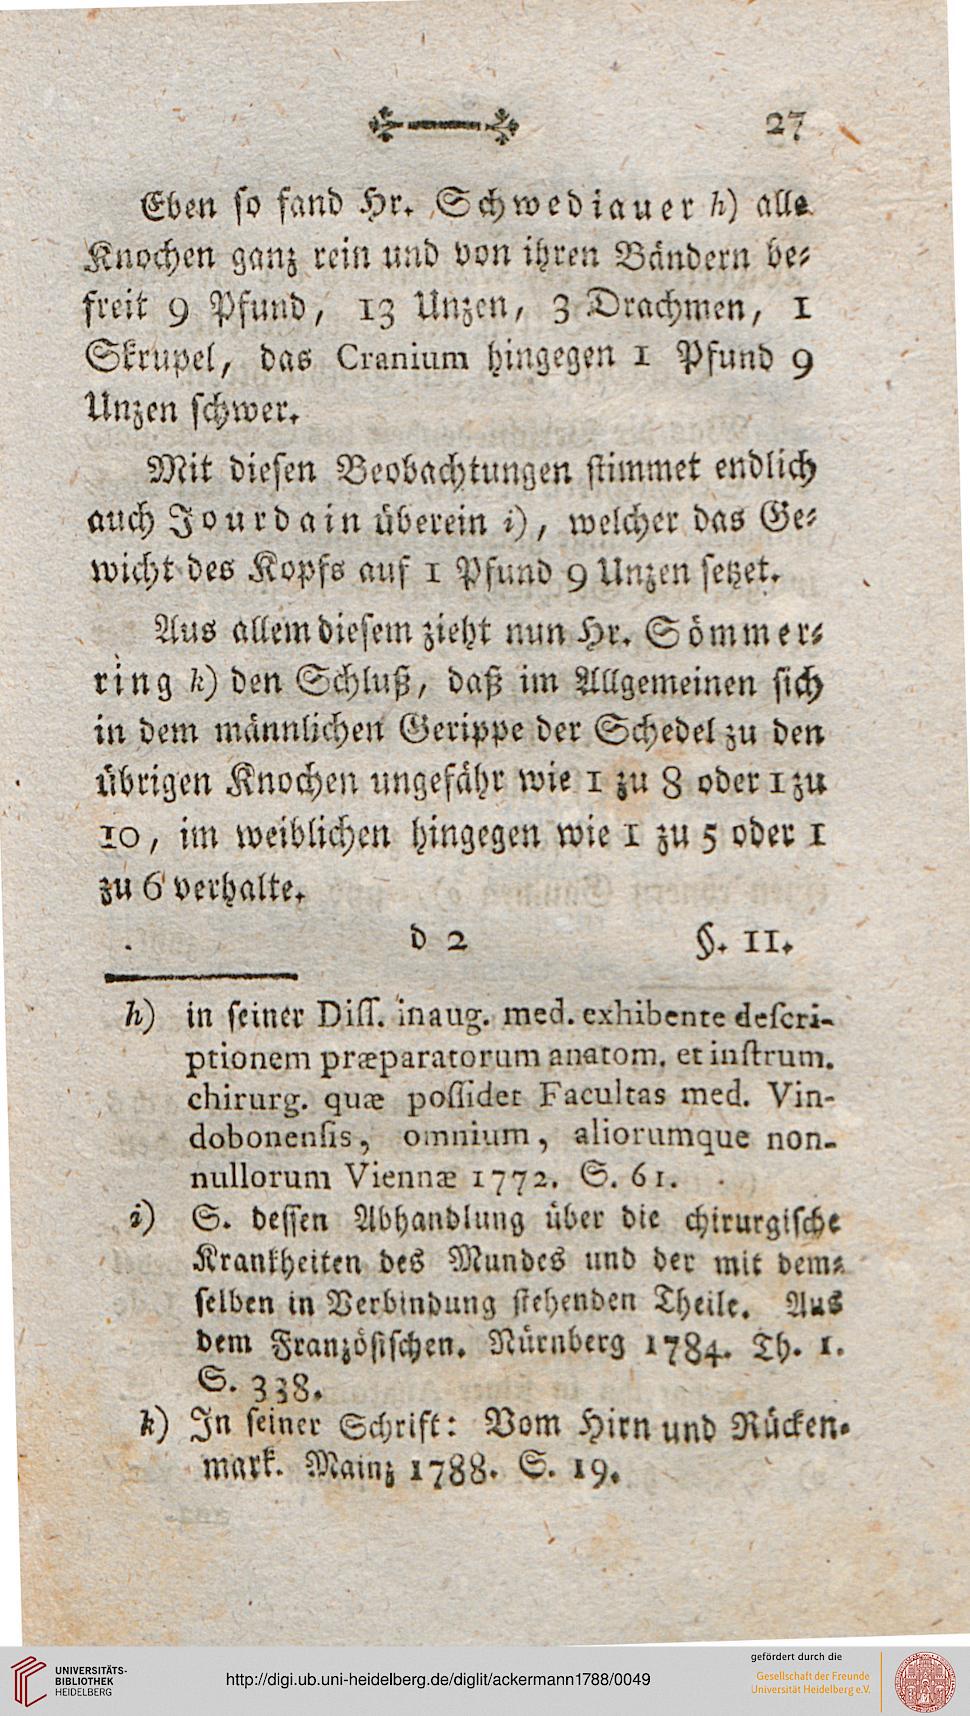 27
Eben so fand Hr. Schwediauer h) alle
Knochen ganz rein und von ihren Bändern be⸗
freit 9 Pfund, 13 Unzen, 3 Drachmen, 1
Skrupel, das Cranium hingegen 1 Pfund 9
Unzen schwer.
Mit diesen Beobachtungen stimmet endlich
auch Jourdain überein i), welcher das Ge⸗
wicht des Kopfs auf 1 Pfund 9 Unzen setzet.
Aus allem diesem zieht nun Hr. Sömmer⸗
ring k) den Schluß, daß im Allgemeinen sich
in dem männlichen Gerippe der Schedel zu den
übrigen Knochen ungefähr wie 1 zu 8 oder 1 zu
10, im weiblichen hingegen wie 1 zu 5 oder 1
zu 6 verhalte.
d 2 §. 11.
h) in seiner Diss. inaug. med. exhibente descri-
ptionem præparatorum anatom. et instrum.
chirurg. quæ possidet Facultas med. Vin-
dobonensis, omnium, aliorumque non-
nullorum Viennæ 1772. S. 61.
i) S. dessen Abhandlung über die chirurgische
Krankheiten des Mundes und der mit dem⸗
selben in Verbindung stehenden Theile. Aus
dem Französischen. Nürnberg 1784. Th. 1.
S. 338.
k) In seiner Schrift: Vom Hirn und Rücken⸗
mark. Mainz 1788. S. 19.
UNIVERSITÄTS-
BIBLIOTHEK
HEIDELBERG
http://digi.ub.uni-heidelberg.de/diglit/ackermann1788/0049
gefördert durch die
Gesellschaft der Freunde
Universität Heidelberg e.V.